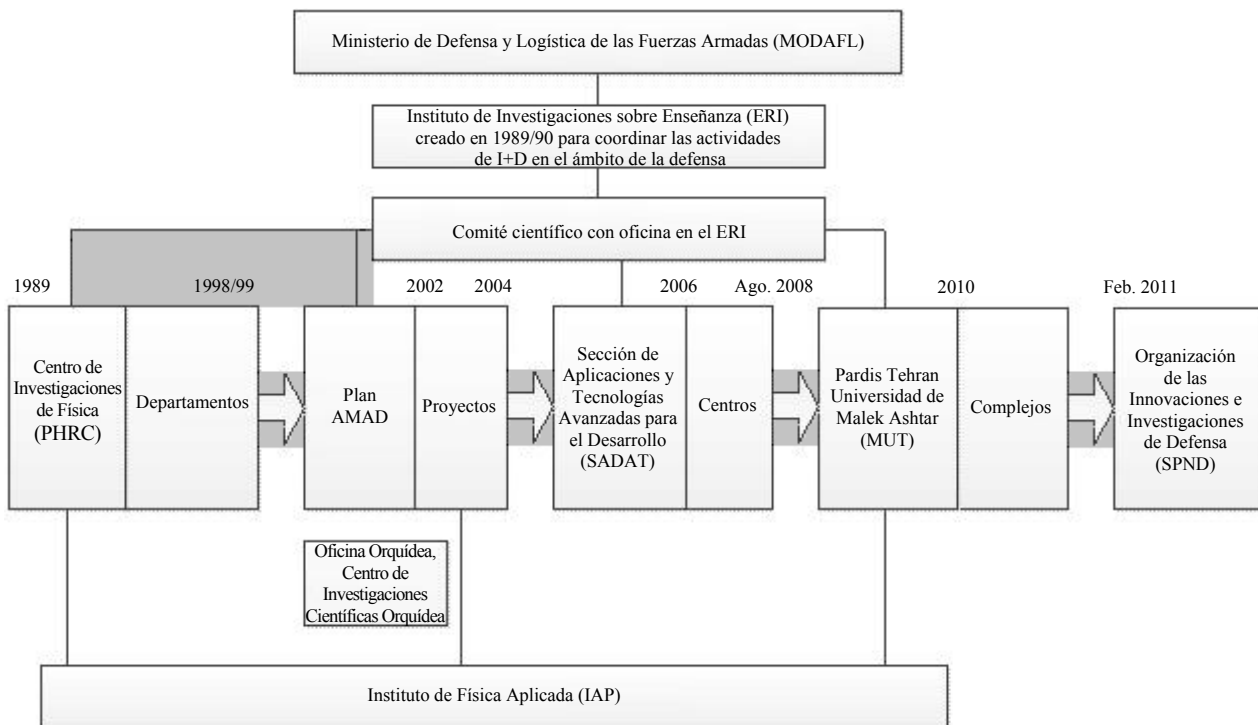 Ministerio de Defensa y Logística de las Fuerzas Armadas (MODAFL)
Instituto de Investigaciones sobre Enseñanza (ERI)
creado en 1989/90 para coordinar las actividades
de I+D en el ámbito de la defensa
Comité científico con oficina en el ERI
1989
1998/99
2002
2004
2006
Ago. 2008
2010
Feb. 2011
Centro de
Investigaciones
de Física
(PHRC)
Departamentos
Plan
AMAD
Proyectos
Sección de
Aplicaciones y
Tecnologías
Avanzadas para
el Desarrollo
(SADAT)
Centros
Pardis Tehran
Universidad de
Malek Ashtar
(MUT)
Complejos
Organización
de las
Innovaciones e
Investigaciones
de Defensa
(SPND)
Oficina Orquídea,
Centro de
Investigaciones
Científicas Orquídea
Instituto de Física Aplicada (IAP)